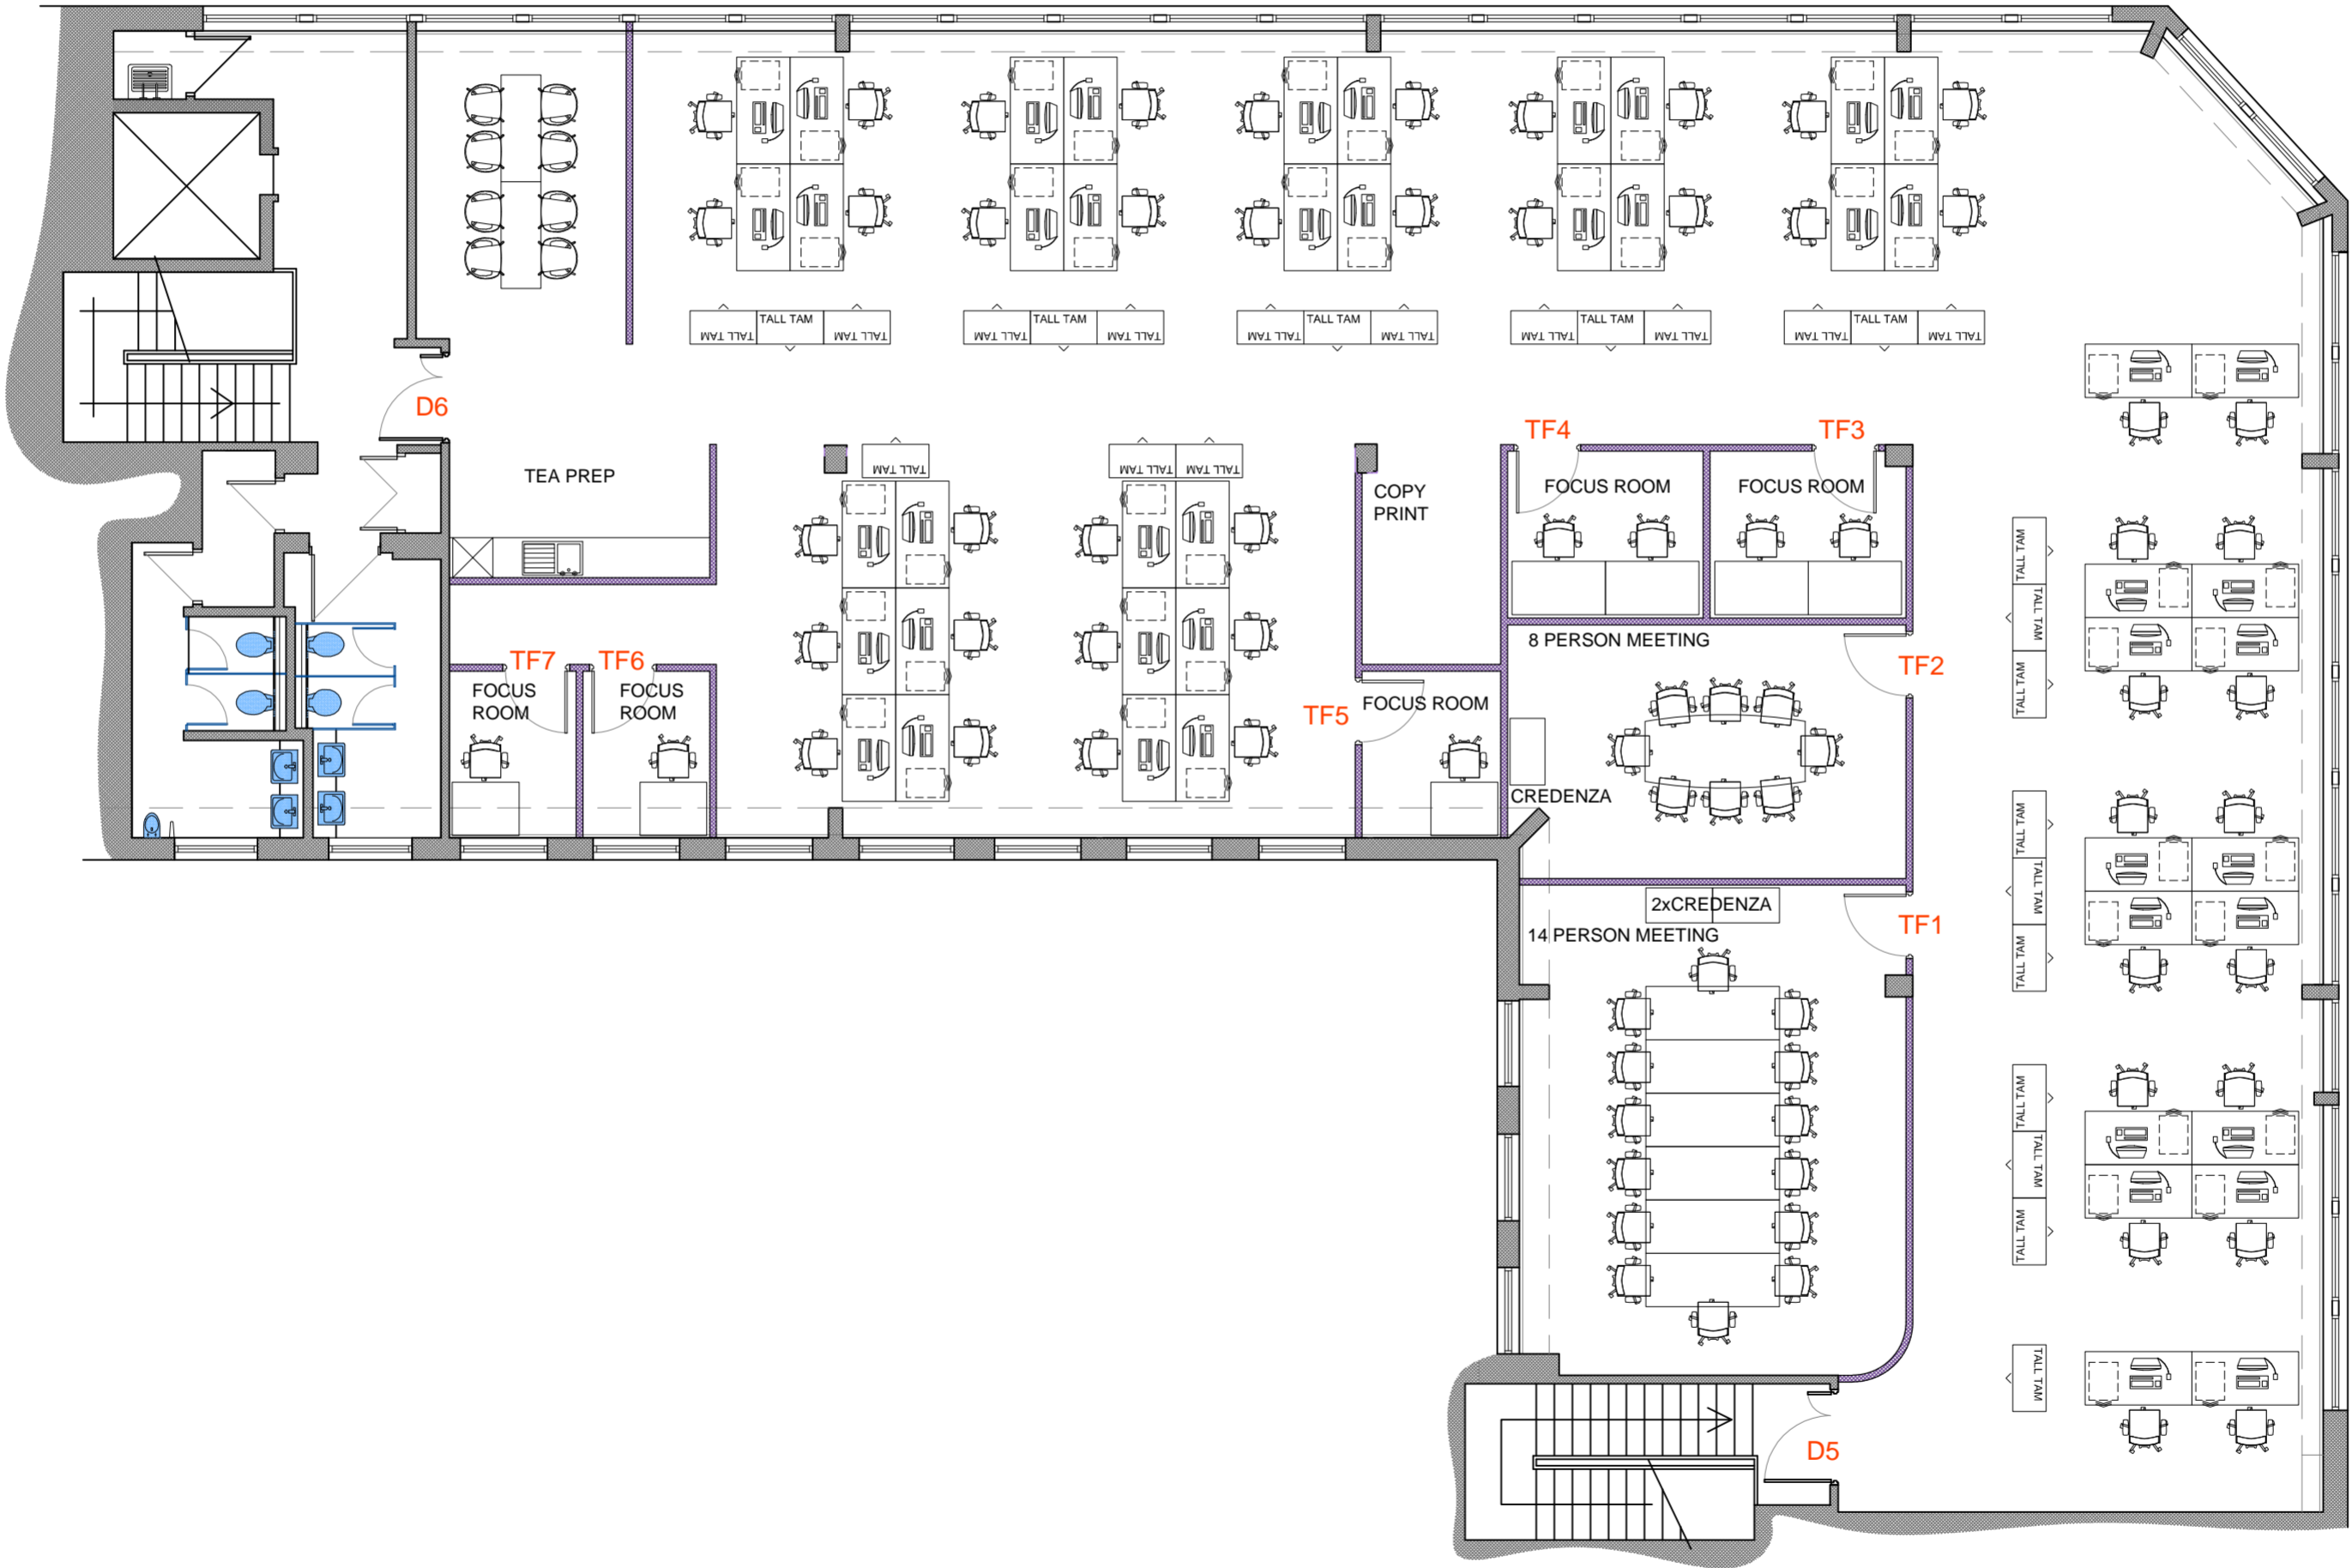 TALL TAM TALL TAM TALL TAM
TALL TAM TALL TAM TALL TAM
TALL TAM TALL TAM TALL TAM
TALL TAM TALL TAM TALL TAM
TALL TAM TALL TAM TALL TAM
D6
TF4
TF3
TEA PREP
TALL TAM
TALL TAM TALL TAM
COPY
PRINT
FOCUS ROOM
FOCUS ROOM
TALL TAM
TALL TAM
TALL TAM
8 PERSON MEETING
TF2
TF7
TF6
FOCUS
ROOM
FOCUS
ROOM
TF5
FOCUS ROOM
CREDENZA
TALL TAM
TALL TAM
TALL TAM
2xCREDENZA
14 PERSON MEETING
TF1
TALL TAM
TALL TAM
TALL TAM
TALL TAM
D5